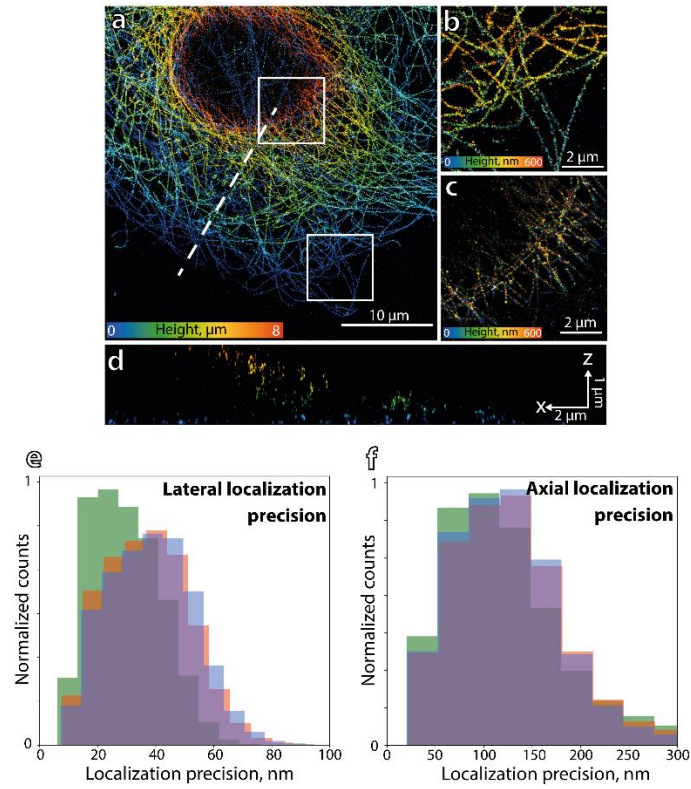 a
0 Height, µm 8
10 µm
b
0 Height, nm 600
2 µm
c
0 Height, nm 600
2 µm
d
Z
1 µm
X
2 µm
e
1
Lateral localization
precision
Normalized counts
0
20 40 60 80 100
Localization precision, nm
f
1
Axial localization
precision
Normalized counts
0
0 50 100 150 200 250 300
Localization precision, nm